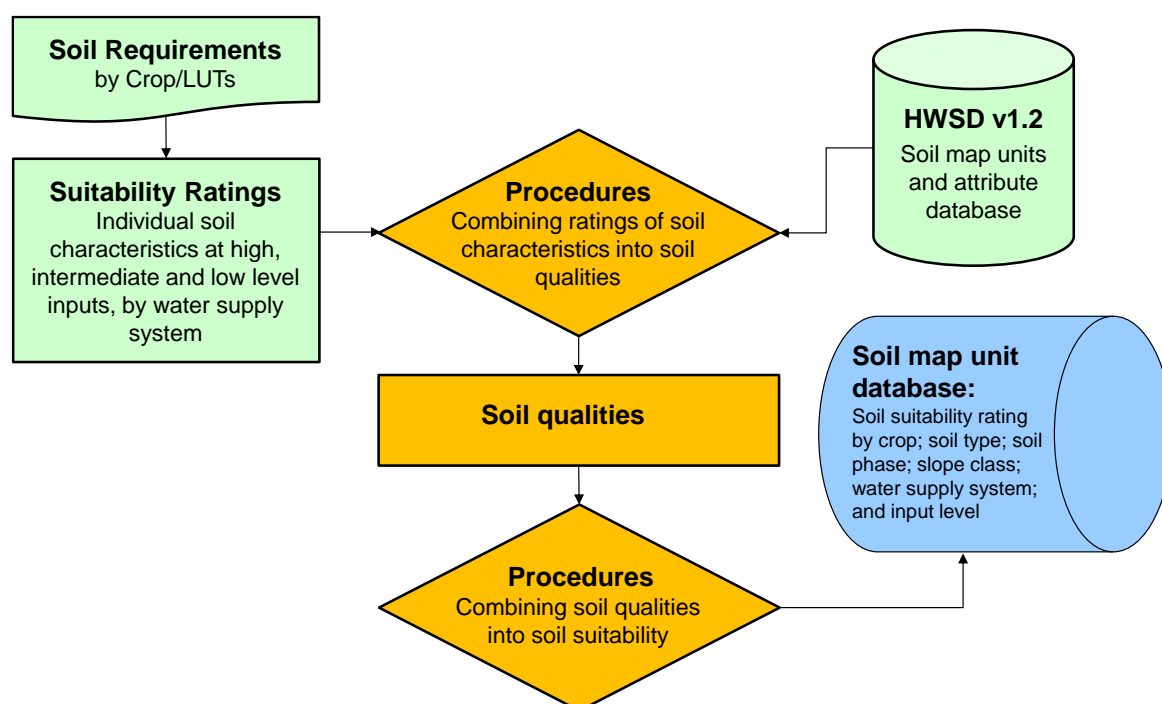 Soil Requirements
by Crop/LUTs
Suitability Ratings
Individual soil
characteristics at high,
intermediate and low level
inputs, by water supply
system
Procedures
Combining ratings of soil
characteristics into soil
qualities
HWSD v1.2
Soil map units
and attribute
database
Soil qualities
Procedures
Combining soil qualities
into soil suitability
Soil map unit
database:
Soil suitability rating
by crop; soil type; soil
phase; slope class;
water supply system;
and input level